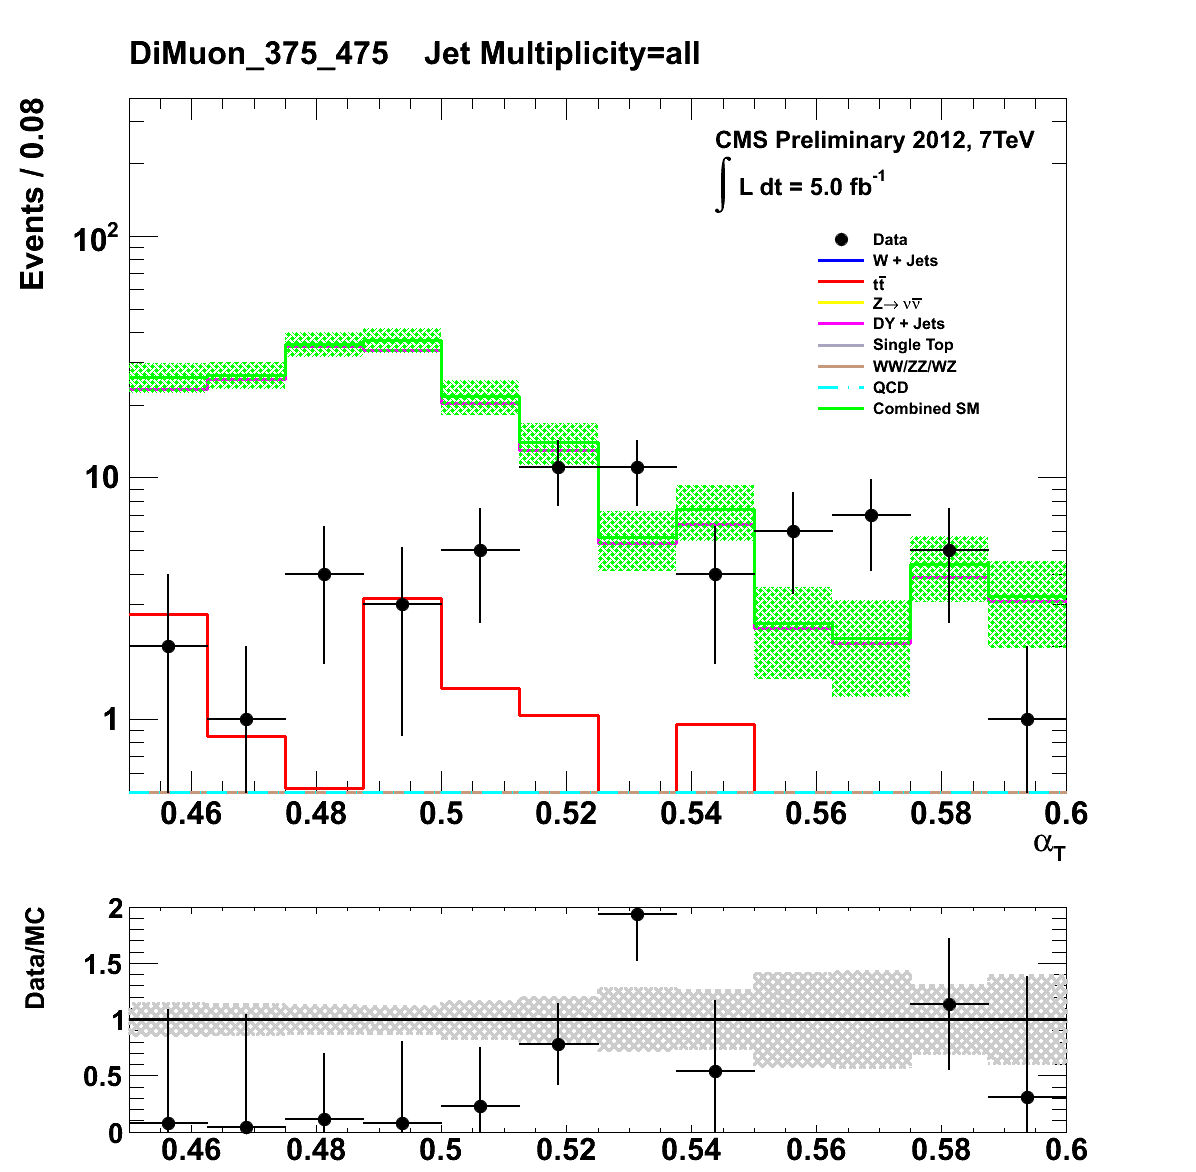 DiMuon_375_475 Jet Multiplicity=all
Events / 0.08
CMS Preliminary 2012, 7TeV
∫ L dt = 5.0 fb⁻¹
Data
W + Jets
tt̅
Z→ νν̅
DY + Jets
Single Top
WW/ZZ/WZ
QCD
Combined SM
10²
10
1
0.46 0.48 0.5 0.52 0.54 0.56 0.58 0.6
α_T
Data/MC
2
1.5
1
0.5
0
0.46 0.48 0.5 0.52 0.54 0.56 0.58 0.6